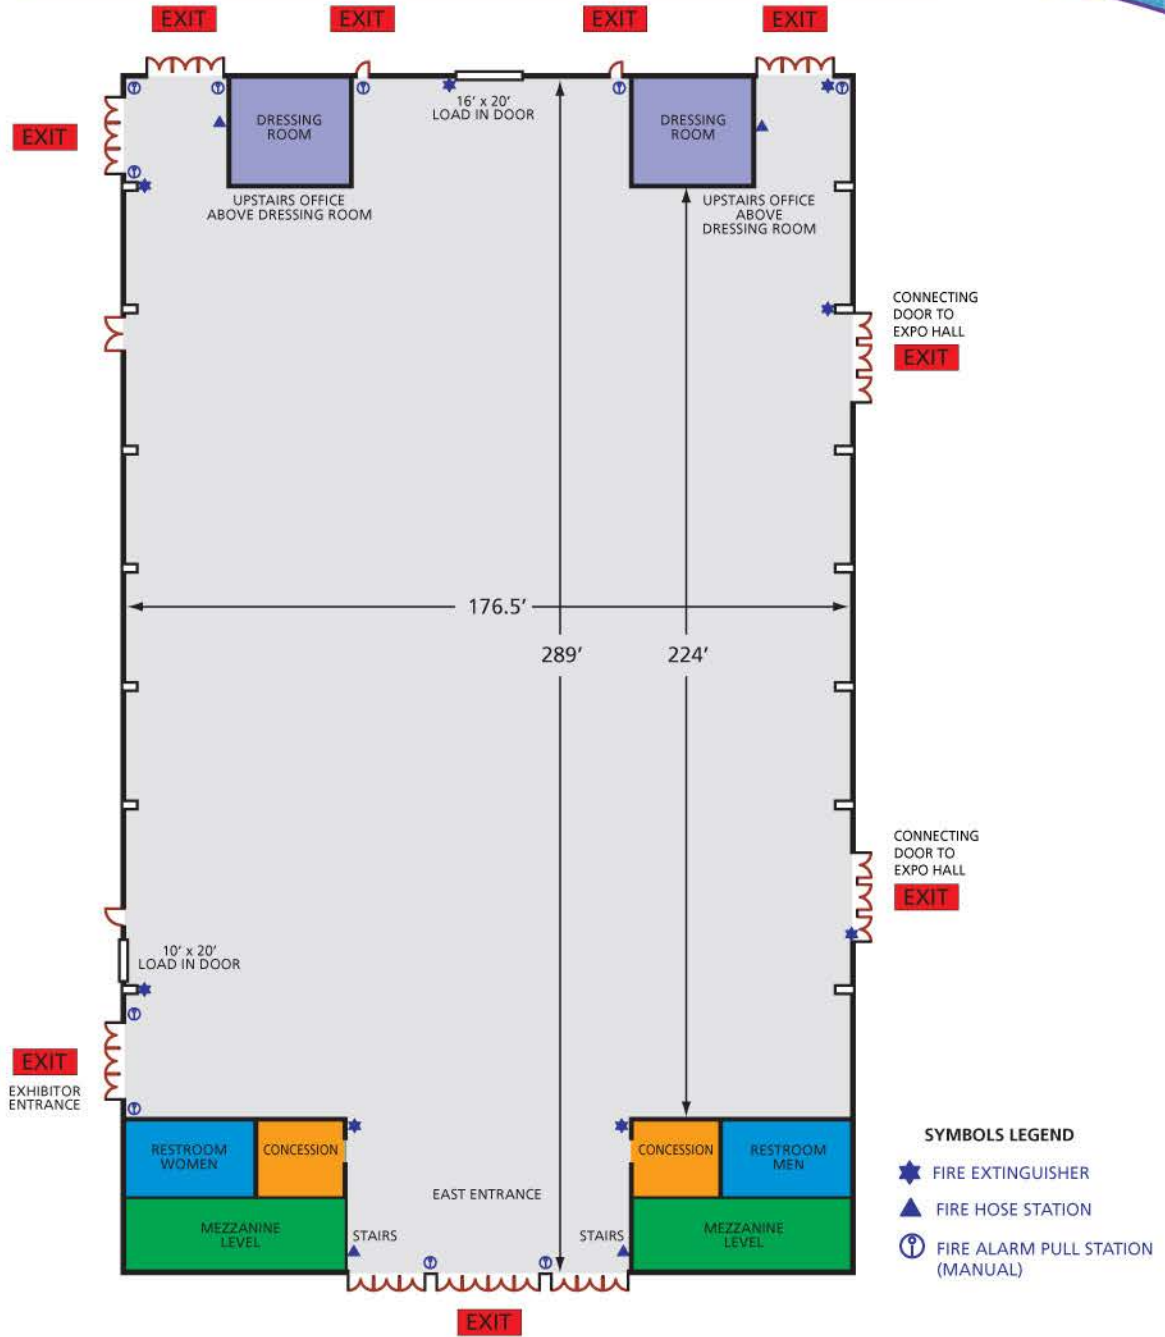 EXIT
EXIT
EXIT
EXIT
16' x 20'
LOAD IN DOOR
DRESSING
ROOM
DRESSING
ROOM
EXIT
UPSTAIRS OFFICE
ABOVE DRESSING ROOM
UPSTAIRS OFFICE
ABOVE
DRESSING ROOM
CONNECTING
DOOR TO
EXPO HALL
EXIT
176.5'
289'
224'
CONNECTING
DOOR TO
EXPO HALL
EXIT
10' x 20'
LOAD IN DOOR
EXIT
EXHIBITOR
ENTRANCE
RESTROOM
WOMEN
CONCESSION
CONCESSION
RESTROOM
MEN
EAST ENTRANCE
MEZZANINE
LEVEL
STAIRS
STAIRS
MEZZANINE
LEVEL
EXIT
SYMBOLS LEGEND
FIRE EXTINGUISHER
FIRE HOSE STATION
FIRE ALARM PULL STATION
(MANUAL)